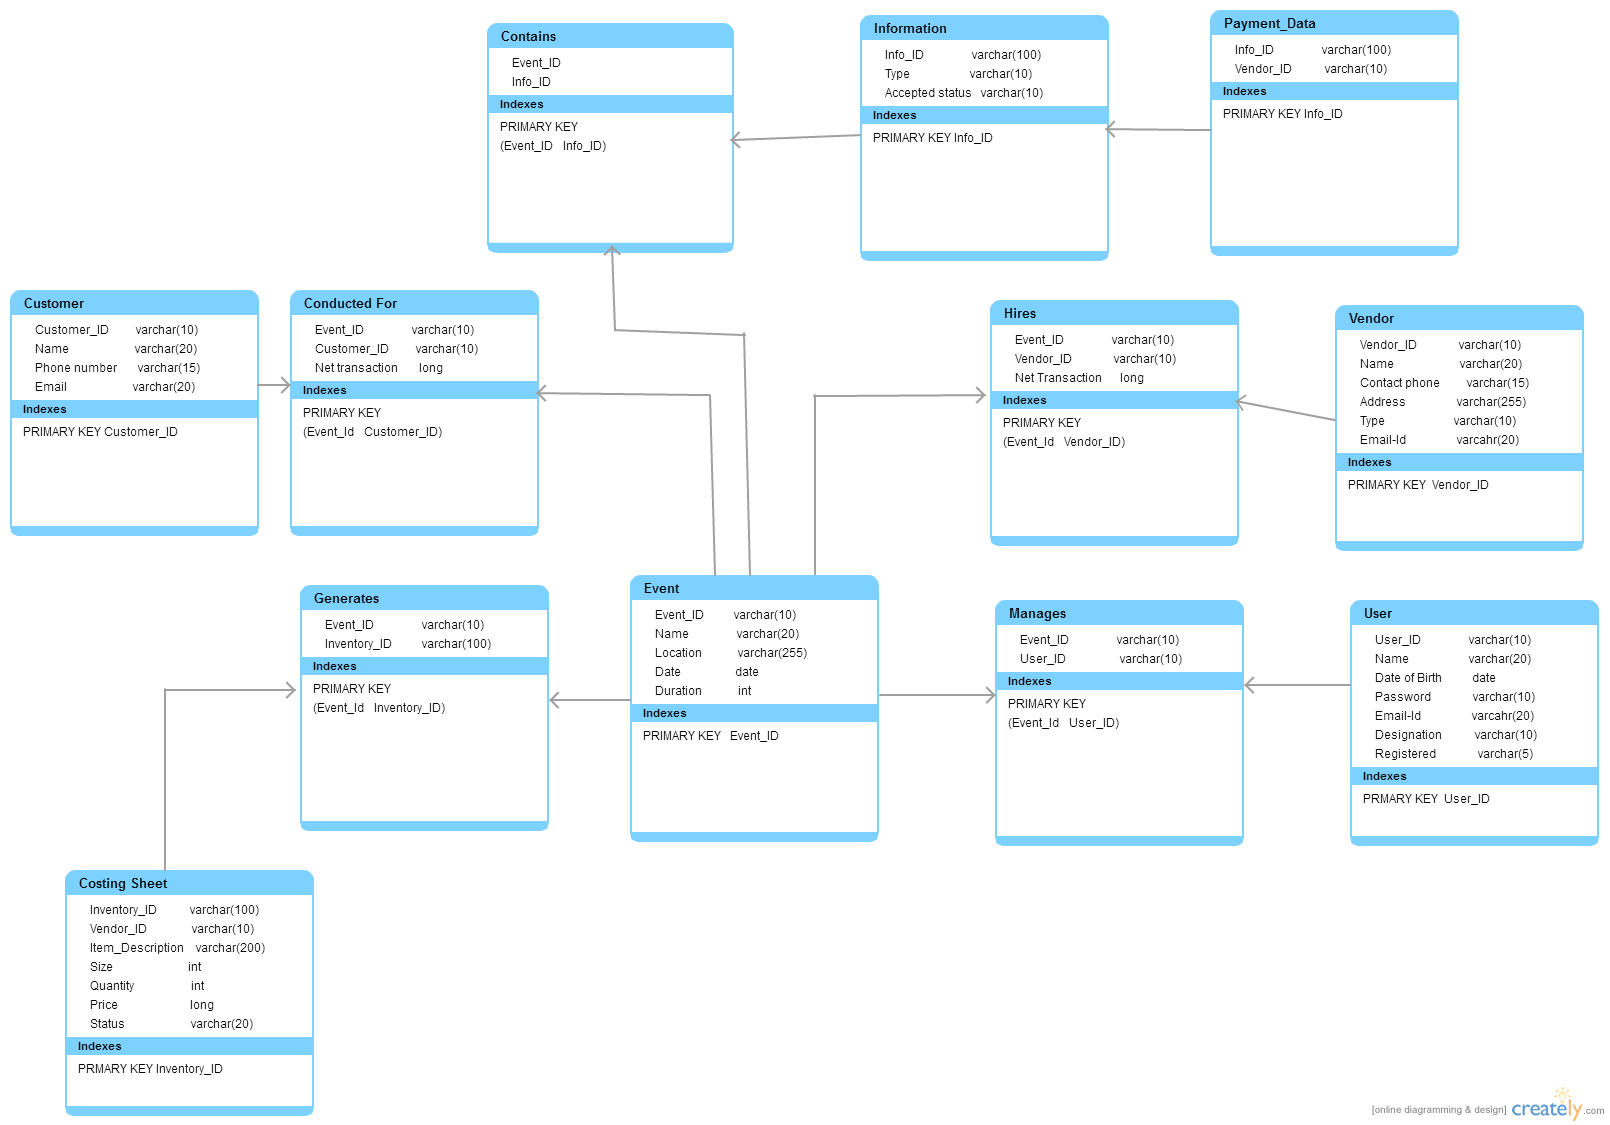 Contains
Event_ID
Info_ID
Indexes
PRIMARY KEY
(Event_ID Info_ID)
Information
Info_ID varchar(100)
Type varchar(10)
Accepted status varchar(10)
Indexes
PRIMARY KEY Info_ID
Payment_Data
Info_ID varchar(100)
Vendor_ID varchar(10)
Indexes
PRIMARY KEY Info_ID
Customer
Customer_ID varchar(10)
Name varchar(20)
Phone number varchar(15)
Email varchar(20)
Indexes
PRIMARY KEY Customer_ID
Conducted For
Event_ID varchar(10)
Customer_ID varchar(10)
Net transaction long
Indexes
PRIMARY KEY
(Event_Id Customer_ID)
Hires
Event_ID varchar(10)
Vendor_ID varchar(10)
Net Transaction long
Indexes
PRIMARY KEY
(Event_Id Vendor_ID)
Vendor
Vendor_ID varchar(10)
Name varchar(20)
Contact phone varchar(15)
Address varchar(255)
Type varchar(10)
Email-Id varcahr(20)
Indexes
PRIMARY KEY Vendor_ID
Generates
Event_ID varchar(10)
Inventory_ID varchar(100)
Indexes
PRIMARY KEY
(Event_Id Inventory_ID)
Event
Event_ID varchar(10)
Name varchar(20)
Location varchar(255)
Date date
Duration int
Indexes
PRIMARY KEY Event_ID
Manages
Event_ID varchar(10)
User_ID varchar(10)
Indexes
PRIMARY KEY
(Event_Id User_ID)
User
User_ID varchar(10)
Name varchar(20)
Date of Birth date
Password varchar(10)
Email-Id varcahr(20)
Designation varchar(10)
Registered varchar(5)
Indexes
PRMARY KEY User_ID
Costing Sheet
Inventory_ID varchar(100)
Vendor_ID varchar(10)
Item_Description varchar(200)
Size int
Quantity int
Price long
Status varchar(20)
Indexes
PRMARY KEY Inventory_ID
[online diagramming & design] creately.com